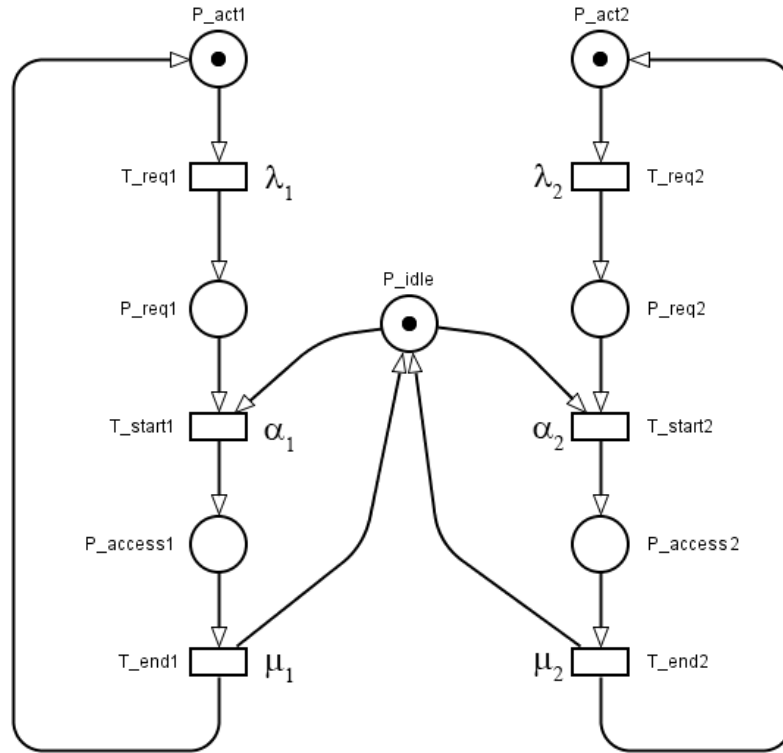 P_act1
P_act2
T_req1
λ1
λ2
T_req2
P_idle
P_req1
P_req2
T_start1
α1
α2
T_start2
P_access1
P_access2
T_end1
μ1
μ2
T_end2